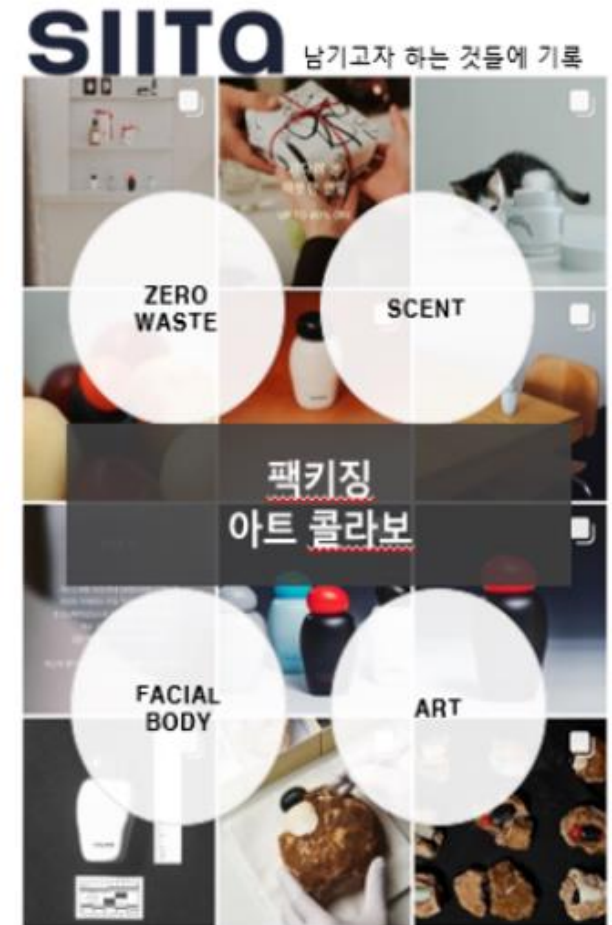 SIITA
남기고자 하는 것들에 기록
ZERO
WASTE
SCENT
팩키징
아트 콜라보
FACIAL
BODY
ART